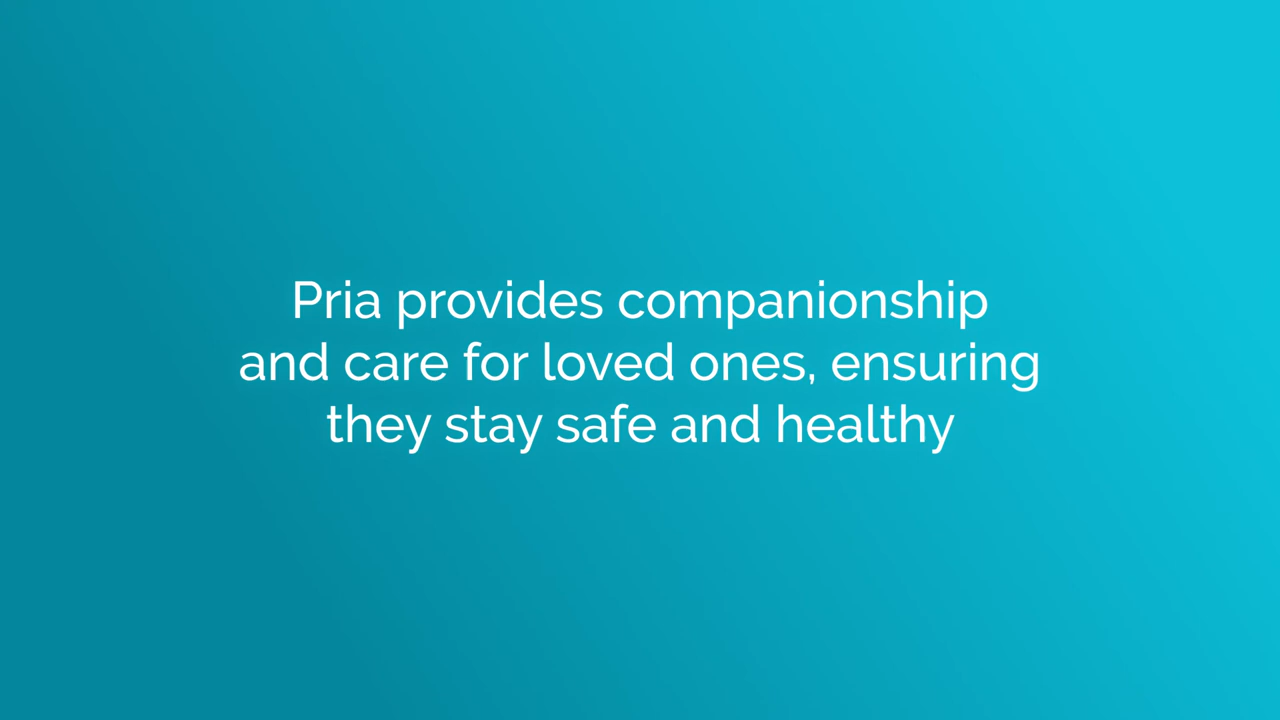 Pria provides companionship
and care for loved ones, ensuring
they stay safe and healthy